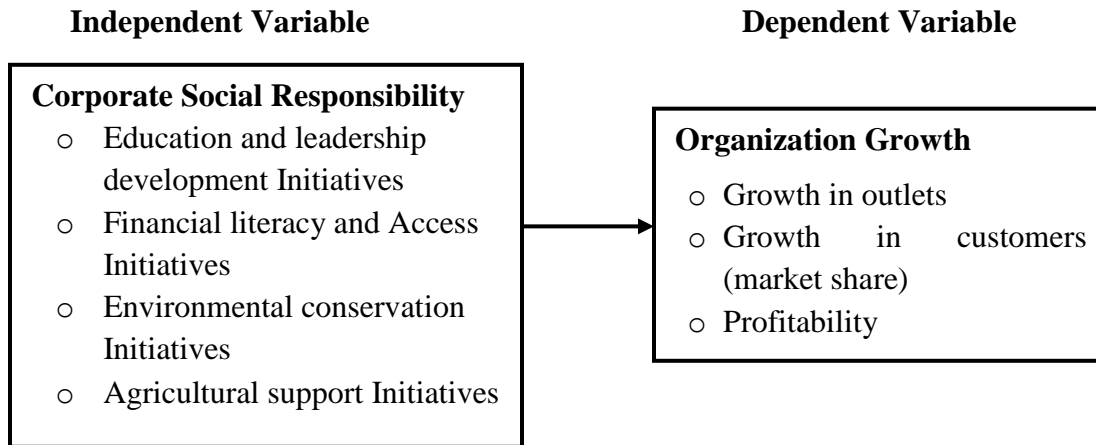 Independent Variable
Dependent Variable
Corporate Social Responsibility
o Education and leadership
development Initiatives
o Financial literacy and Access
Initiatives
o Environmental conservation
Initiatives
o Agricultural support Initiatives
Organization Growth
o Growth in outlets
o Growth in customers
(market share)
o Profitability